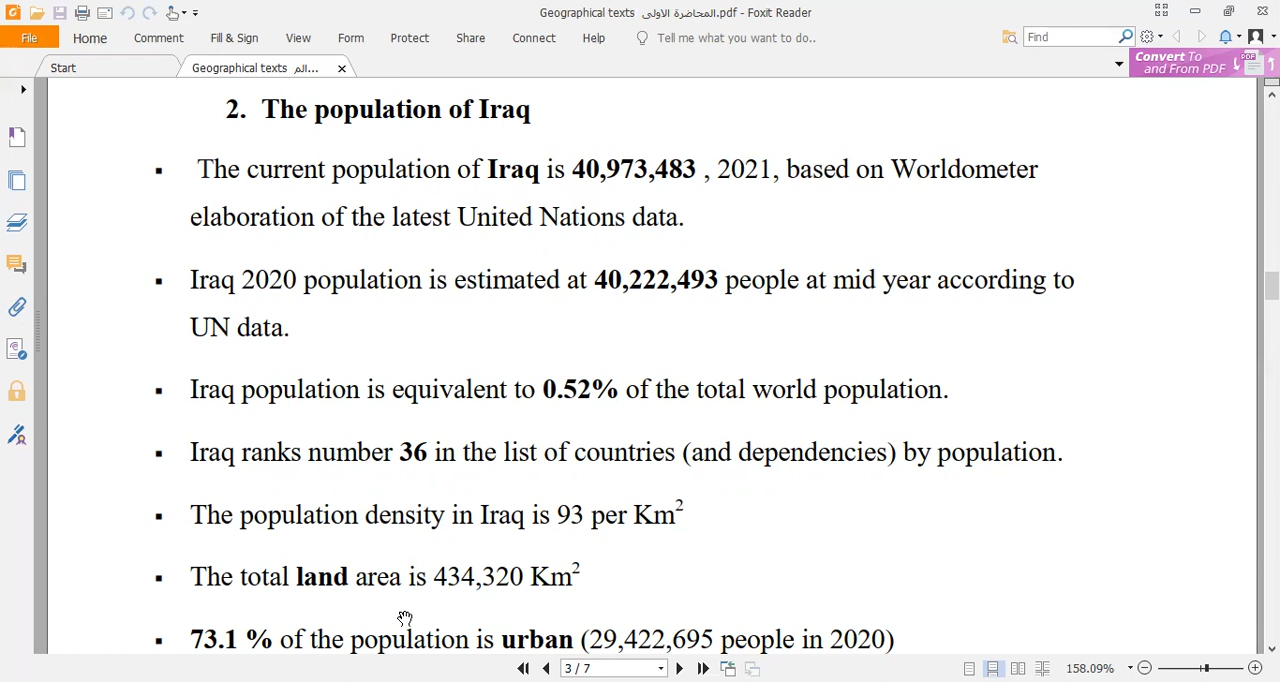 Geographical texts المحاضرة الاولى.pdf - Foxit Reader
File Home Comment Fill & Sign View Form Protect Share Connect Help Tell me what you want to do.. Find
Start Geographical texts الم... Convert To
and From PDF PDF
2. The population of Iraq
▪ The current population of Iraq is 40,973,483 , 2021, based on Worldometer
elaboration of the latest United Nations data.
▪ Iraq 2020 population is estimated at 40,222,493 people at mid year according to
UN data.
▪ Iraq population is equivalent to 0.52% of the total world population.
▪ Iraq ranks number 36 in the list of countries (and dependencies) by population.
▪ The population density in Iraq is 93 per Km²
▪ The total land area is 434,320 Km²
▪ 73.1 % of the population is urban (29,422,695 people in 2020)
3 / 7 158.09%